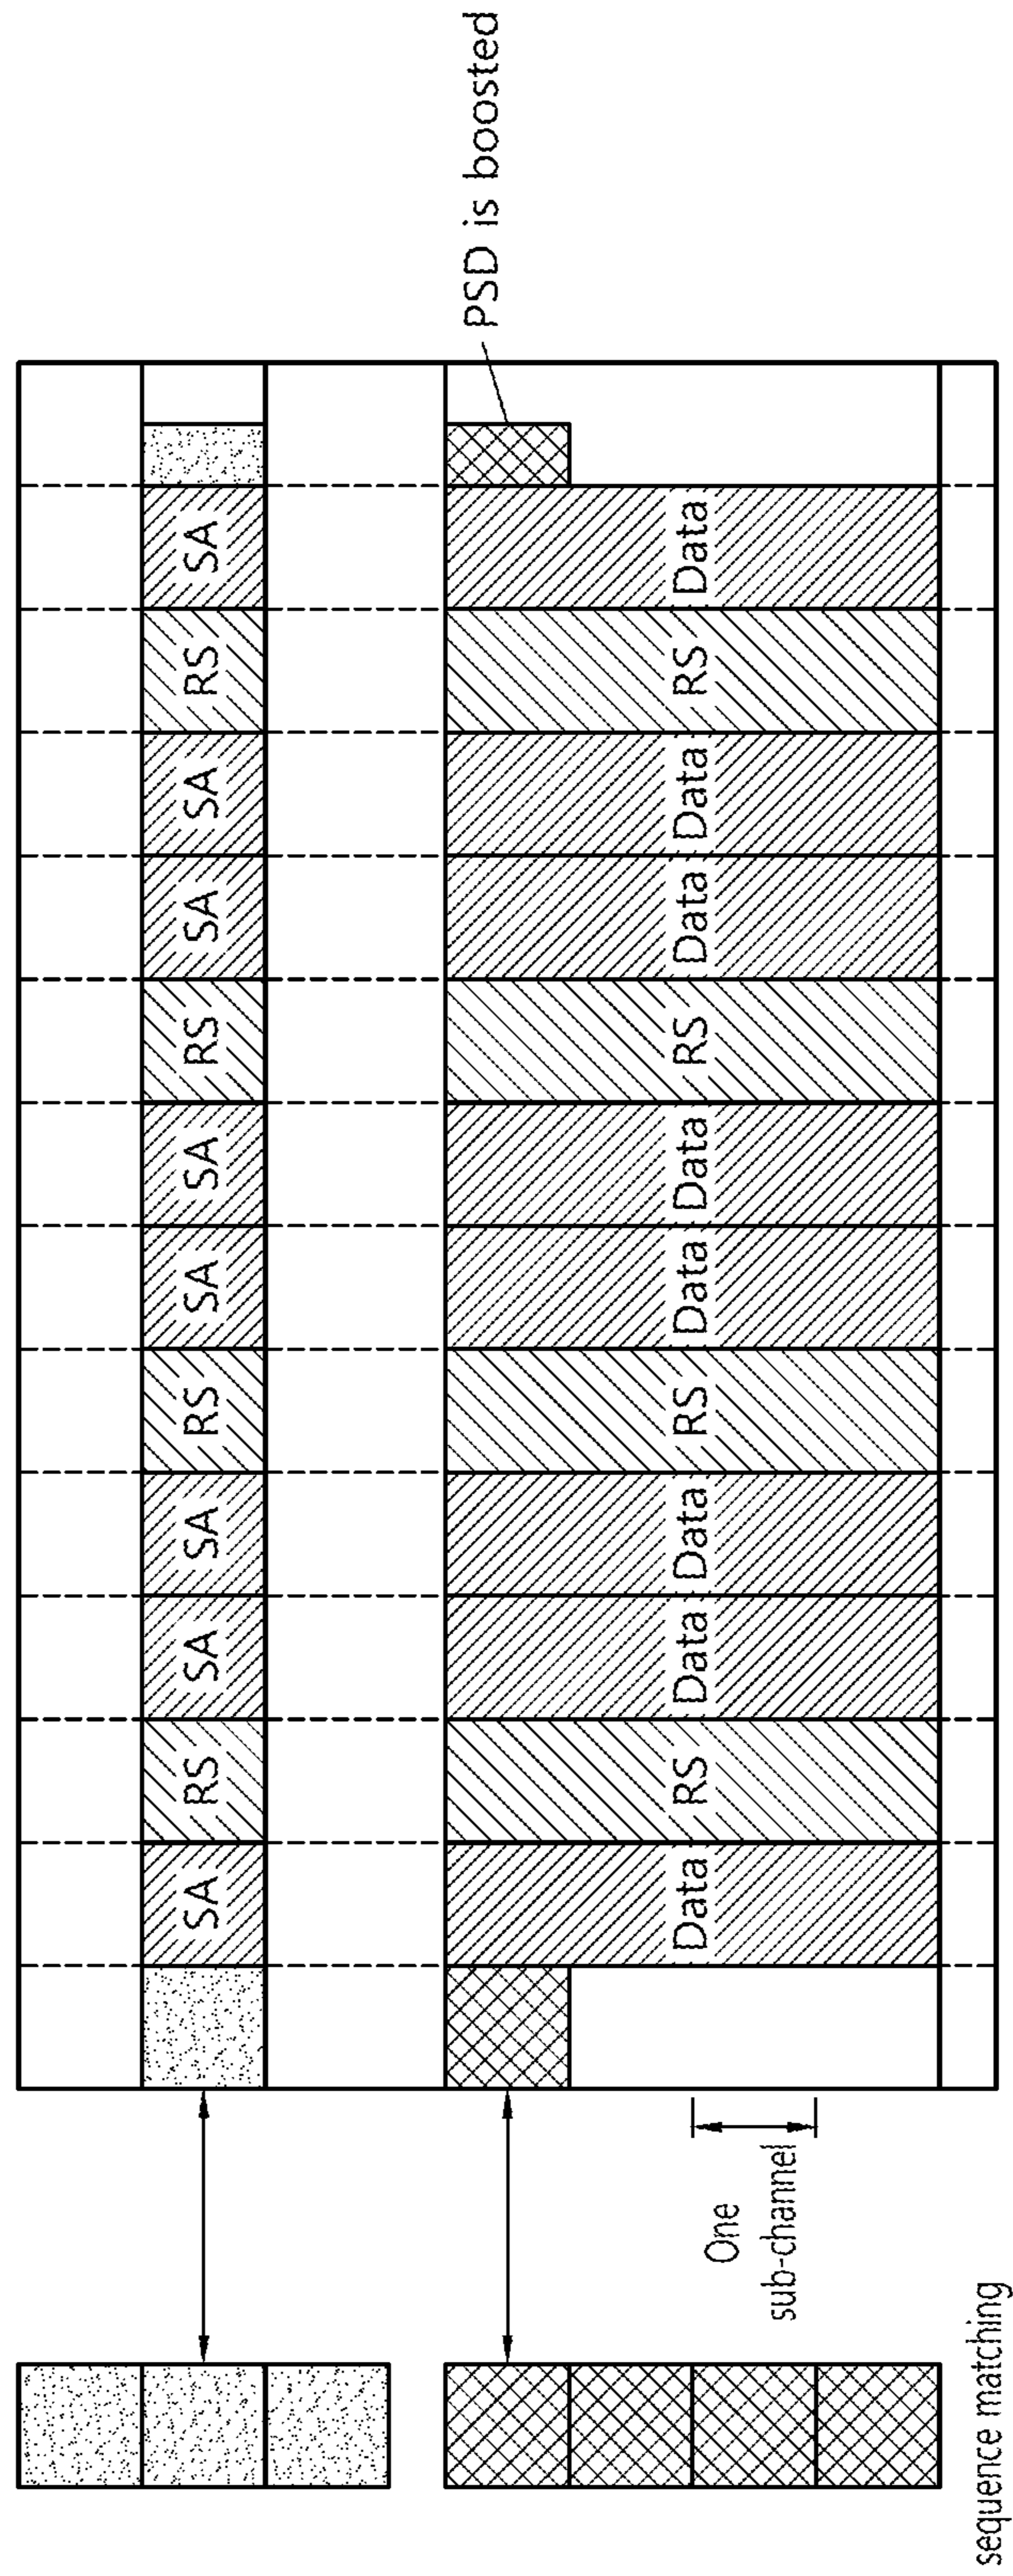 SA RS SA SA RS SA SA RS SA SA RS SA
PSD is boosted
Data RS Data Data RS Data Data RS Data Data RS Data
One
sub-channel
sequence matching